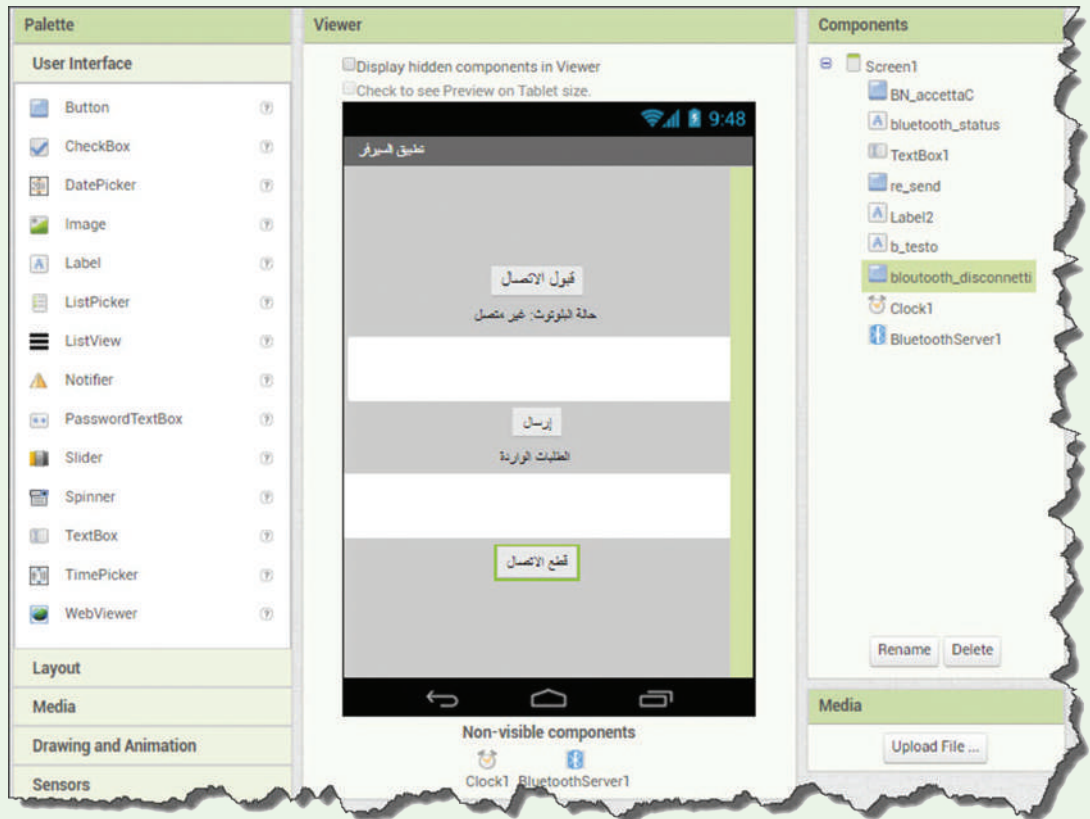 Palette
User Interface
Button
CheckBox
DatePicker
Image
Label
ListPicker
ListView
Notifier
PasswordTextBox
Slider
Spinner
TextBox
TimePicker
WebViewer
Layout
Media
Drawing and Animation
Sensors
Viewer
Display hidden components in Viewer
Check to see Preview on Tablet size.
9:48
تطبيق السيرفر
قبول الاتصال
حالة البلوتوث: غير متصل
إرسال
الطلبات الواردة
قطع الاتصال
Non-visible components
Clock1 BluetoothServer1
Components
Screen1
BN_accettaC
bluetooth_status
TextBox1
re_send
Label2
b_testo
bloutooth_disconnetti
Clock1
BluetoothServer1
Rename Delete
Media
Upload File ...